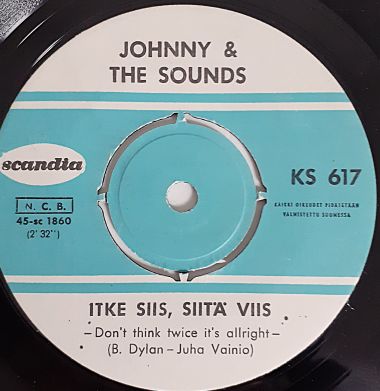 JOHNNY &
THE SOUNDS
scandia
KS 617
N. C. B.
45-sc 1860
(2' 32'')
KAIKKI OIKEUDET PIDÄTETÄÄN
VALMISTETTU SUOMESSA
ITKE SIIS, SIITÄ VIIS
-Don't think twice it's allright-
(B. Dylan-Juha Vainio)